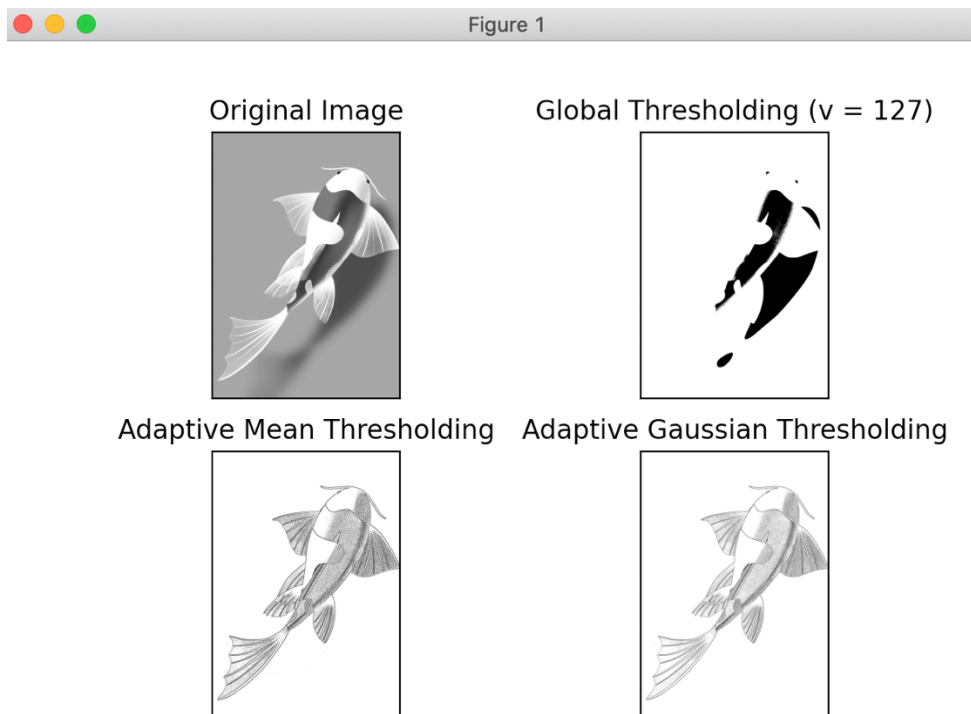 Figure 1
Original Image
Global Thresholding (v = 127)
Adaptive Mean Thresholding
Adaptive Gaussian Thresholding